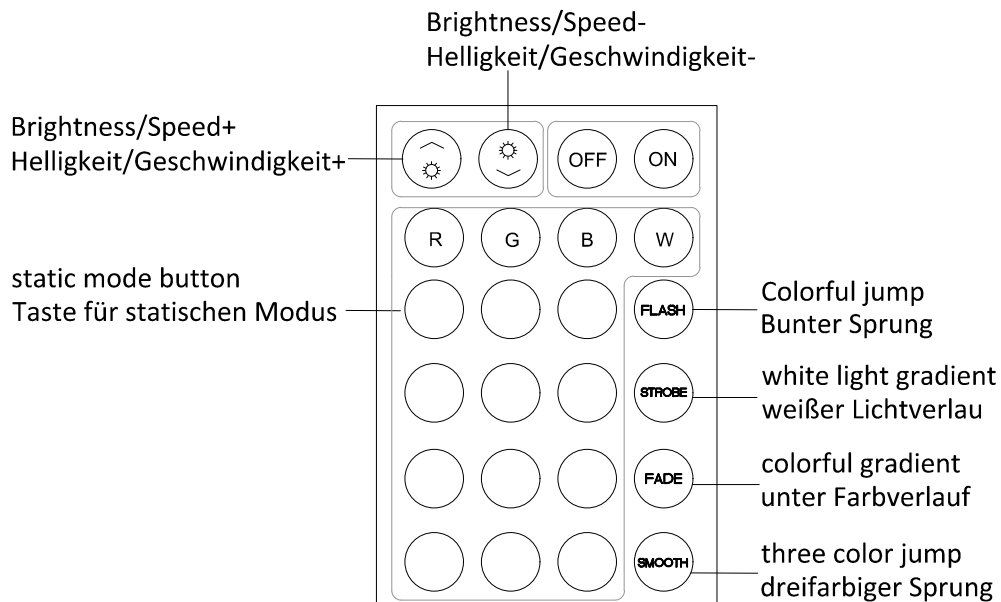 Brightness/Speed-
Helligkeit/Geschwindigkeit-
Brightness/Speed+
Helligkeit/Geschwindigkeit+
OFF
ON
R
G
B
W
static mode button
Taste für statischen Modus
FLASH
Colorful jump
Bunter Sprung
STROBE
white light gradient
weißer Lichtverlau
FADE
colorful gradient
unter Farbverlauf
SMOOTH
three color jump
dreifarbiger Sprung